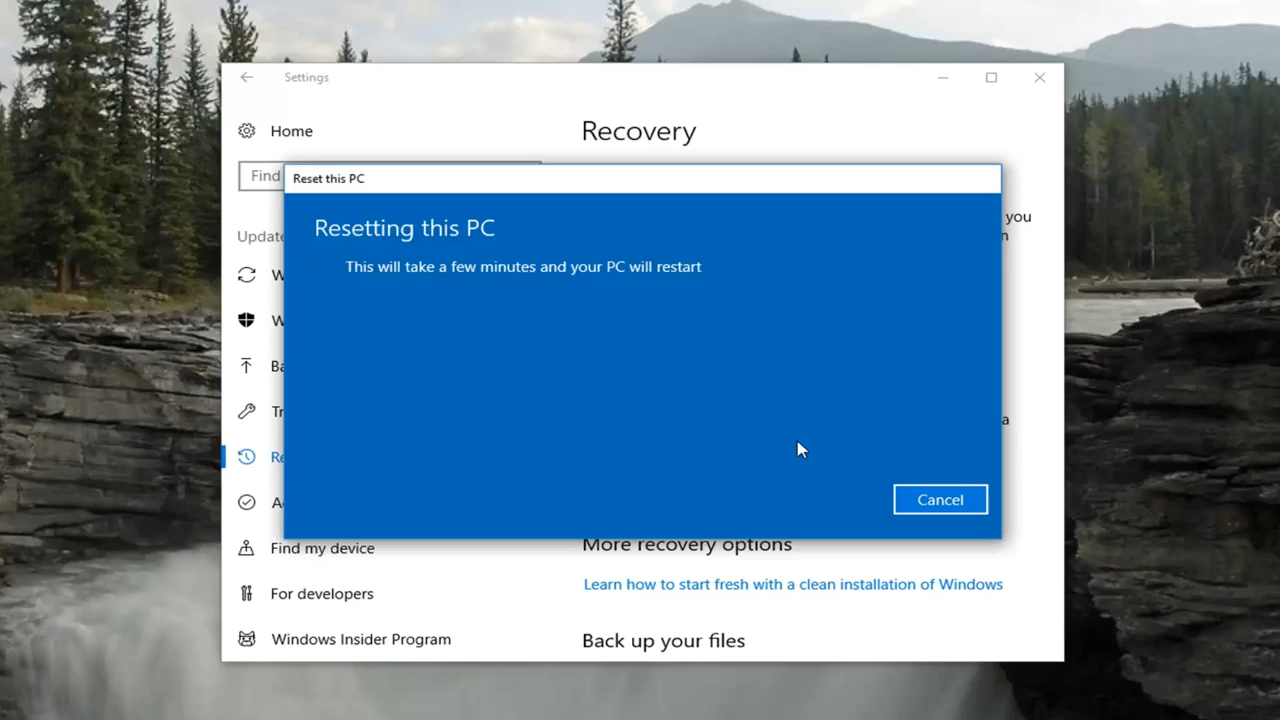 Settings
Home
Recovery
Find
Reset this PC
Resetting this PC
This will take a few minutes and your PC will restart
Cancel
you
Update
W
W
Ba
Tr
a
Re
A
Find my device
More recovery options
Learn how to start fresh with a clean installation of Windows
For developers
Windows Insider Program
Back up your files